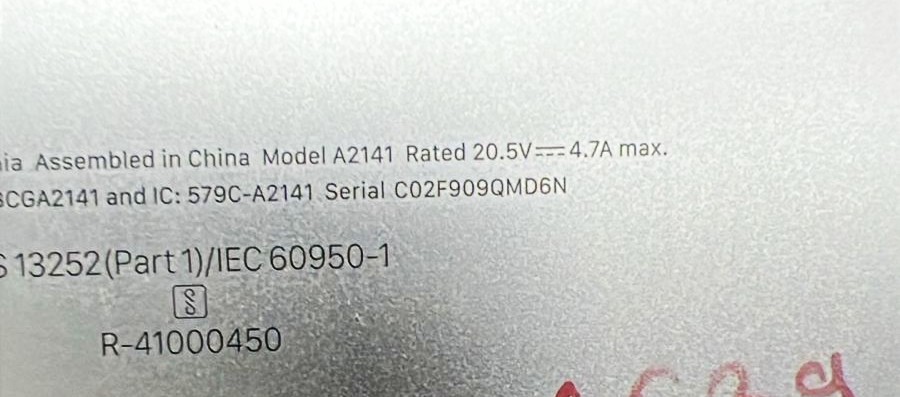 ia Assembled in China Model A2141 Rated 20.5V⎓4.7A max.
CGA2141 and IC: 579C-A2141 Serial C02F909QMD6N
S 13252(Part 1)/IEC 60950-1
R-41000450